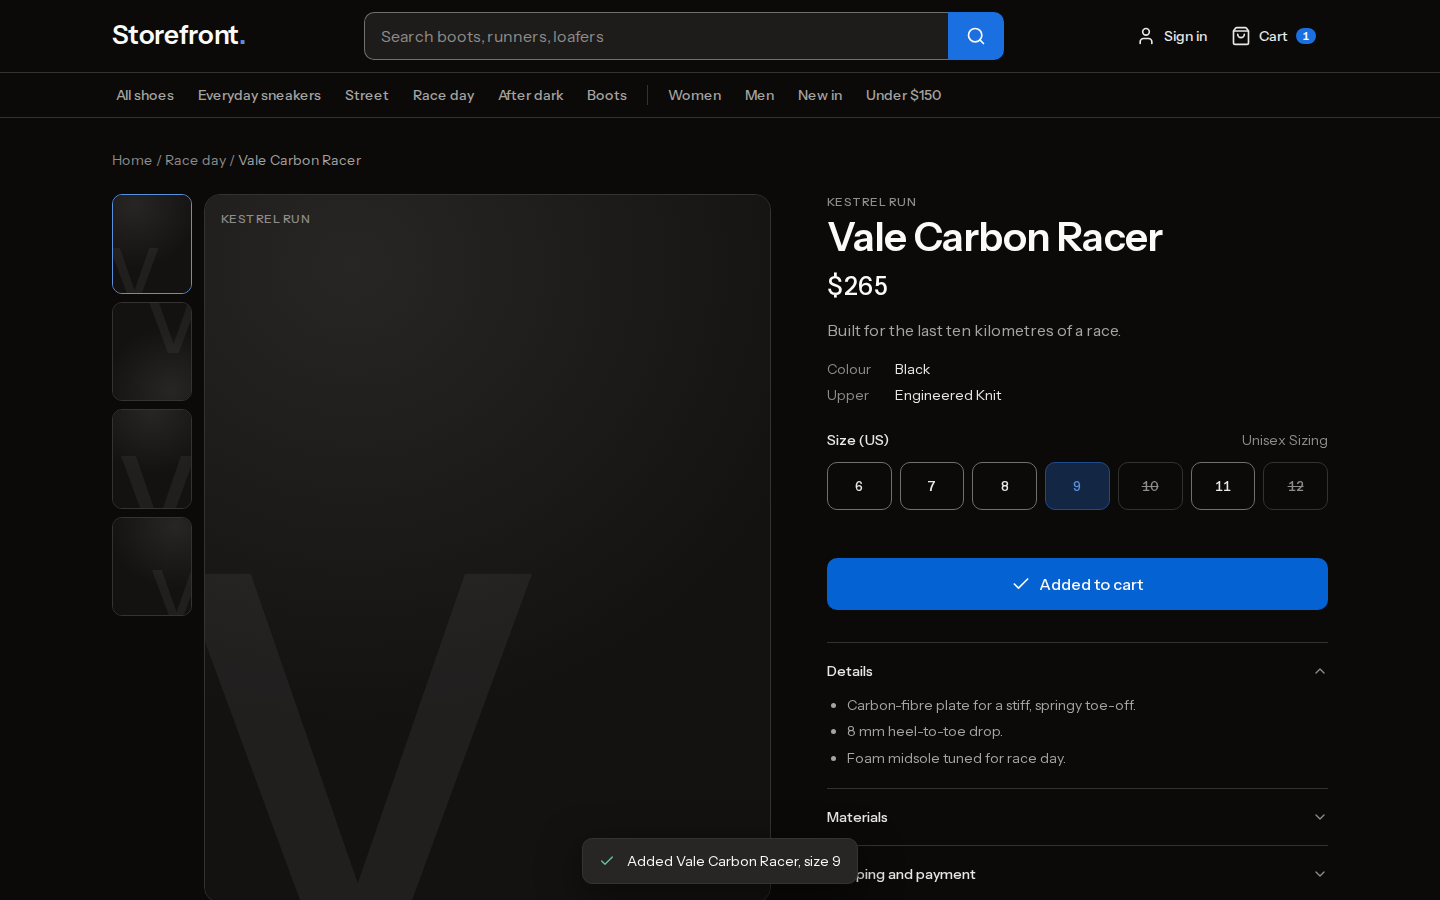 Storefront.
Search boots, runners, loafers
Sign in
Cart 1
All shoes Everyday sneakers Street Race day After dark Boots Women Men New in Under $150
Home / Race day / Vale Carbon Racer
V
V
V
V
KESTREL RUN
V
KESTREL RUN
Vale Carbon Racer
$265
Built for the last ten kilometres of a race.
Colour Black
Upper Engineered Knit
Size (US) Unisex Sizing
6 7 8 9 10 11 12
Added to cart
Details
Carbon-fibre plate for a stiff, springy toe-off.
8 mm heel-to-toe drop.
Foam midsole tuned for race day.
Materials
Added Vale Carbon Racer, size 9
and payment